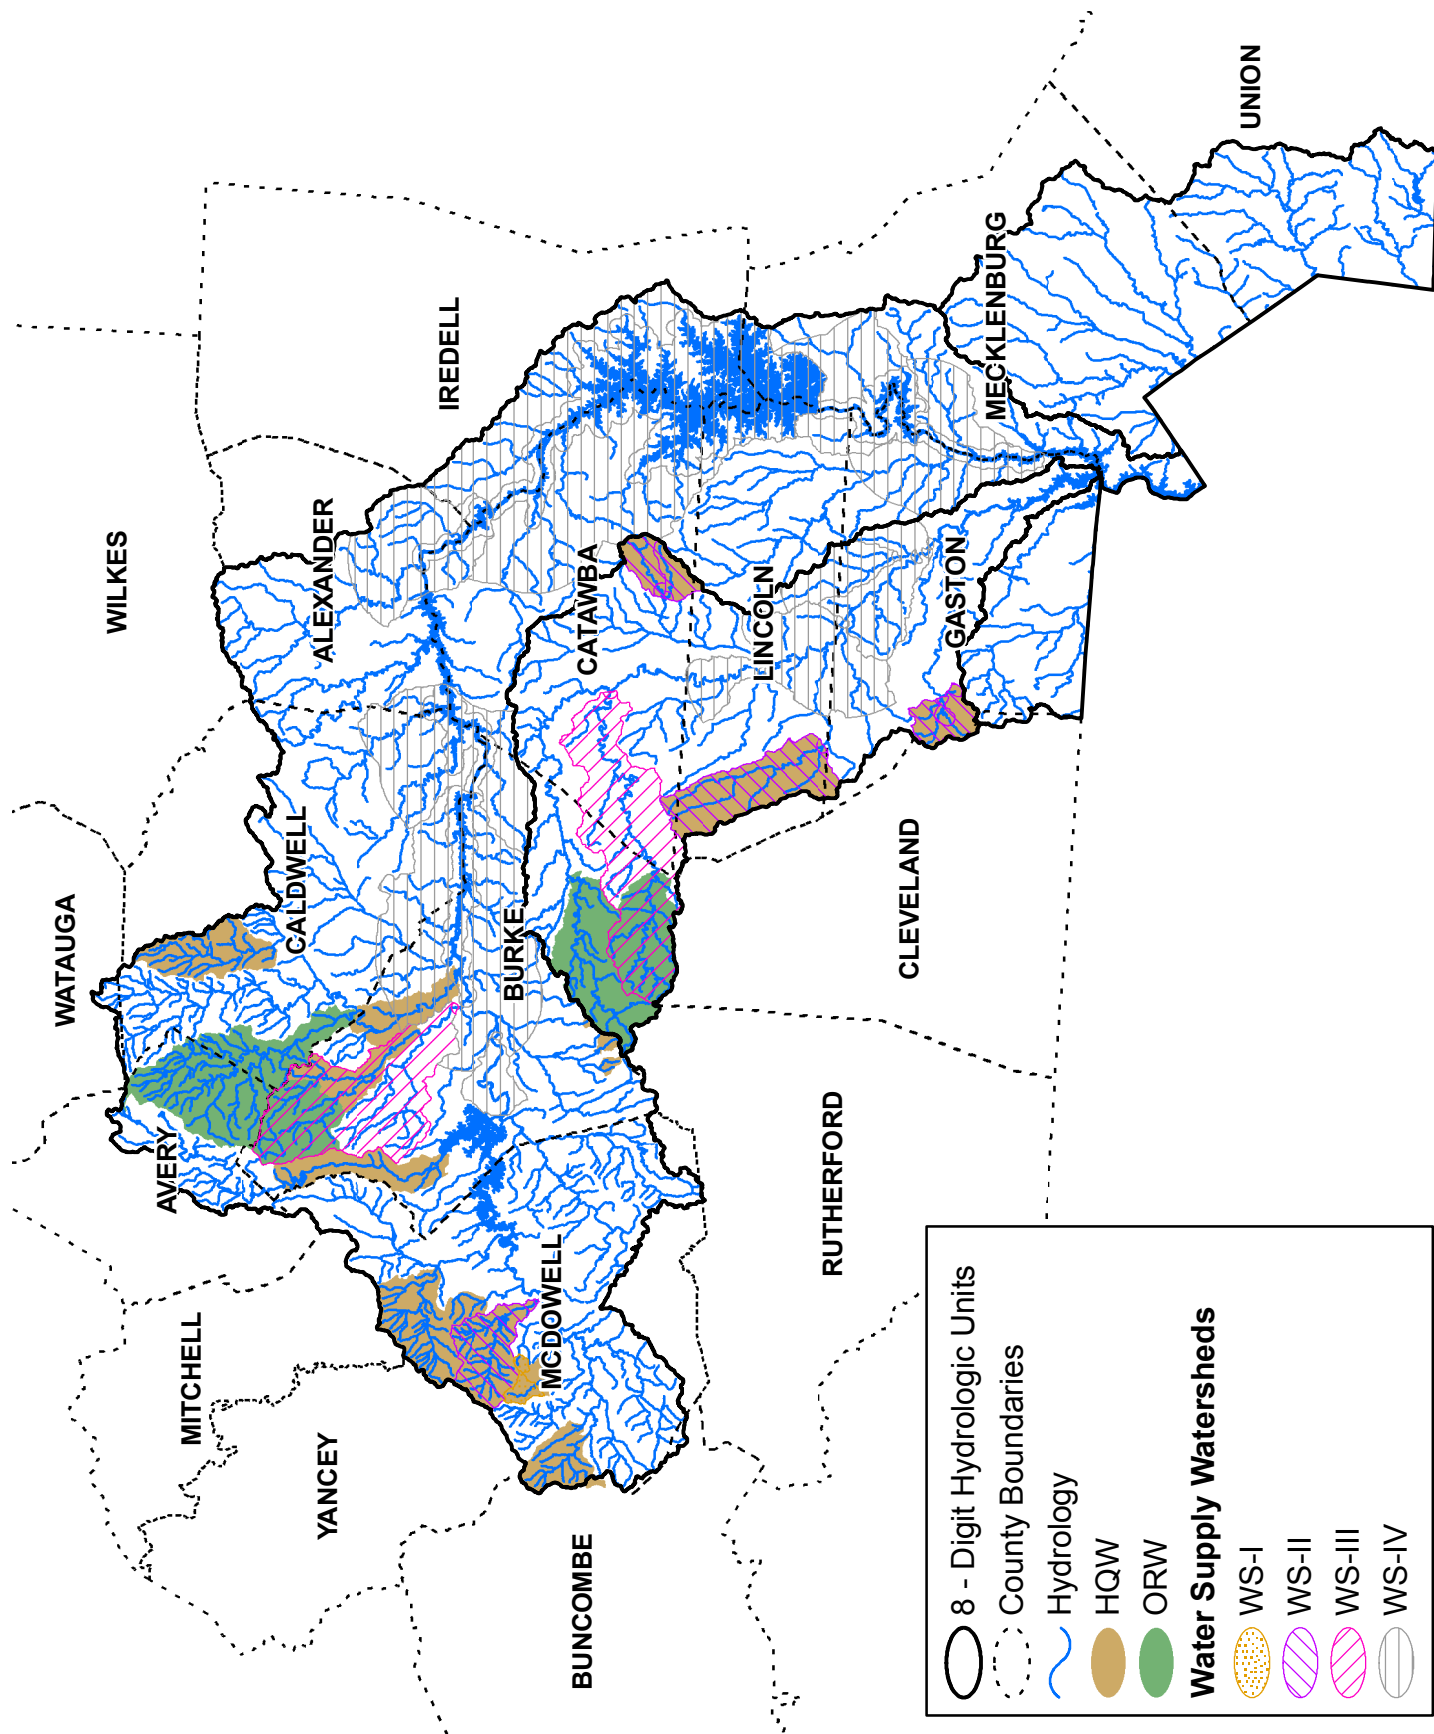 WATAUGA
WILKES
AVERY
MITCHELL
CALDWELL
ALEXANDER
YANCEY
IREDELL
BURKE
MCDOWELL
CATAWBA
BUNCOMBE
LINCOLN
RUTHERFORD
CLEVELAND
GASTON
MECKLENBURG
UNION
8 - Digit Hydrologic Units
County Boundaries
Hydrology
HQW
ORW
Water Supply Watersheds
WS-I
WS-II
WS-III
WS-IV